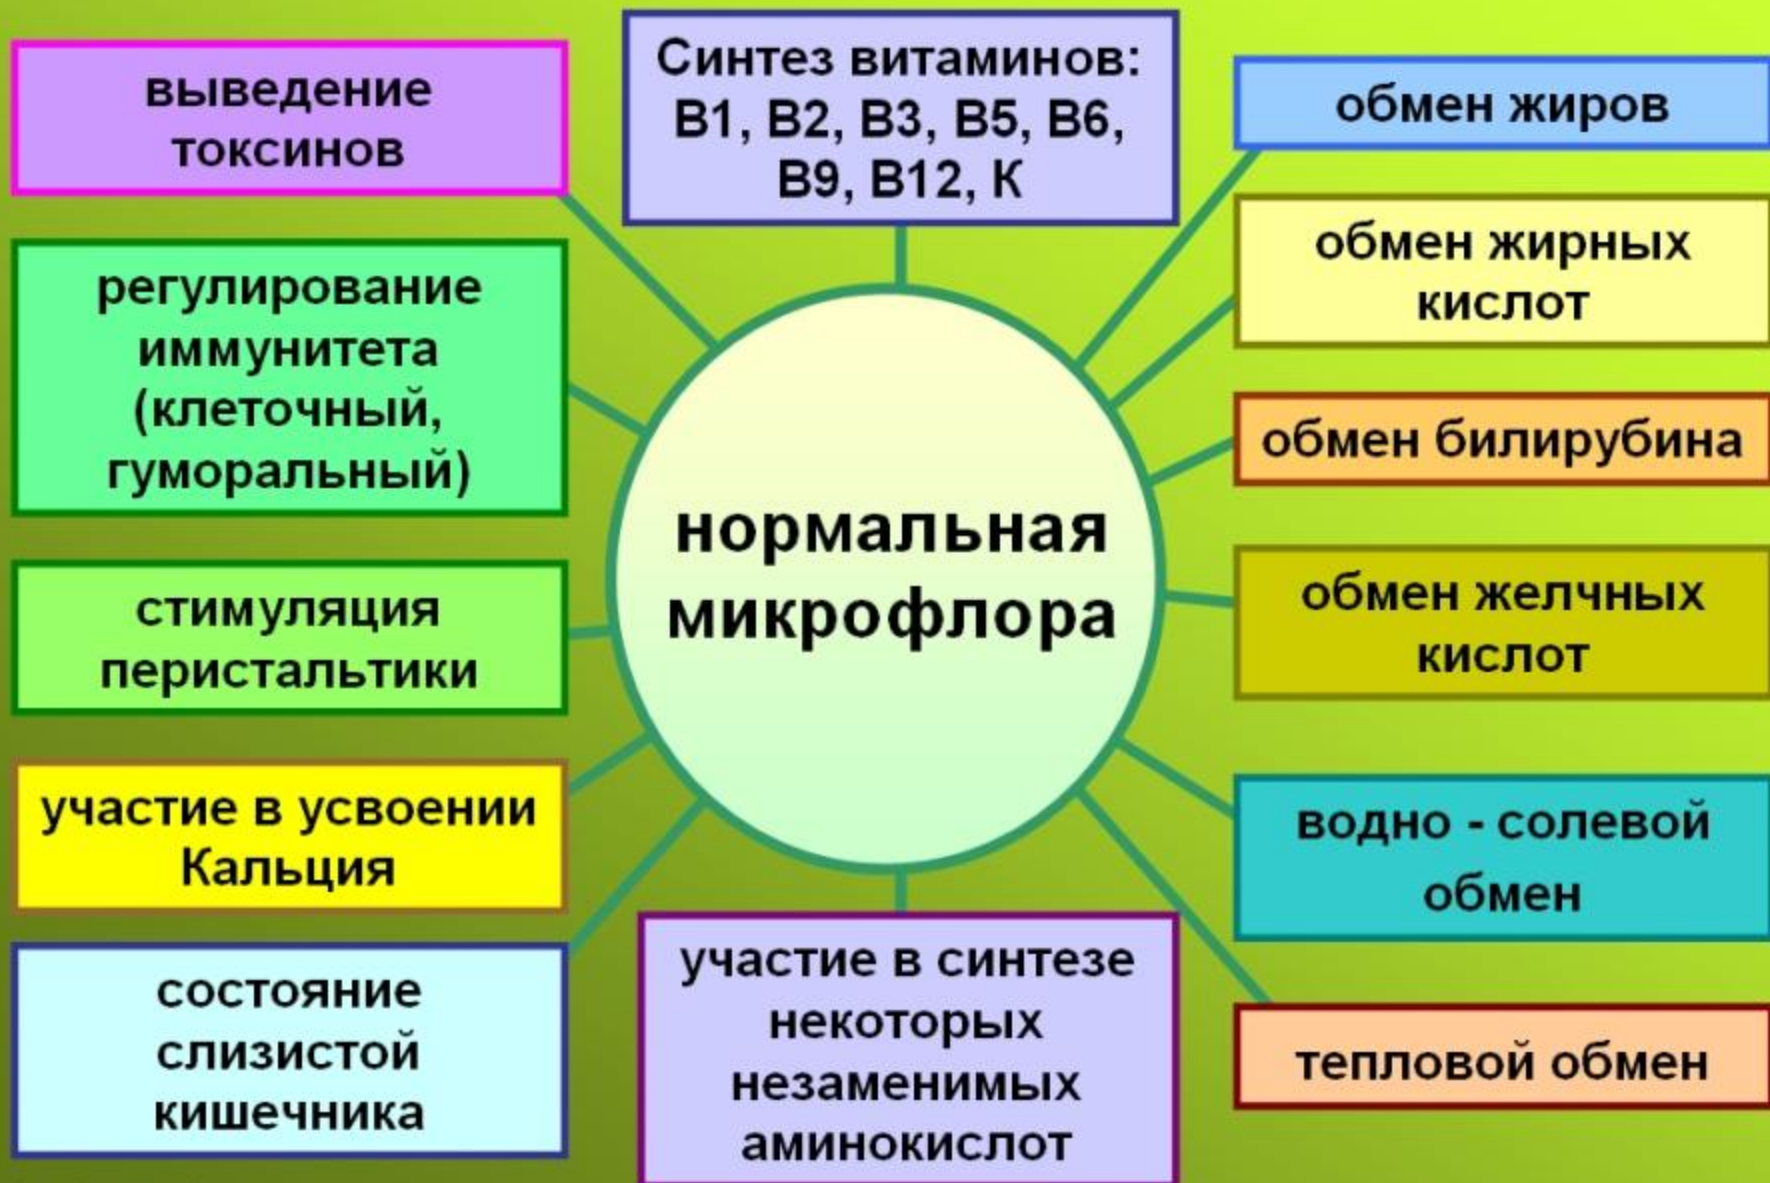 выведение
токсинов
Синтез витаминов:
В1, В2, В3, В5, В6,
В9, В12, К
обмен жиров
регулирование
иммунитета
(клеточный,
гуморальный)
обмен жирных
кислот
обмен билирубина
нормальная
микрофлора
стимуляция
перистальтики
обмен желчных
кислот
участие в усвоении
Кальция
водно - солевой
обмен
состояние
слизистой
кишечника
участие в синтезе
некоторых
незаменимых
аминокислот
тепловой обмен